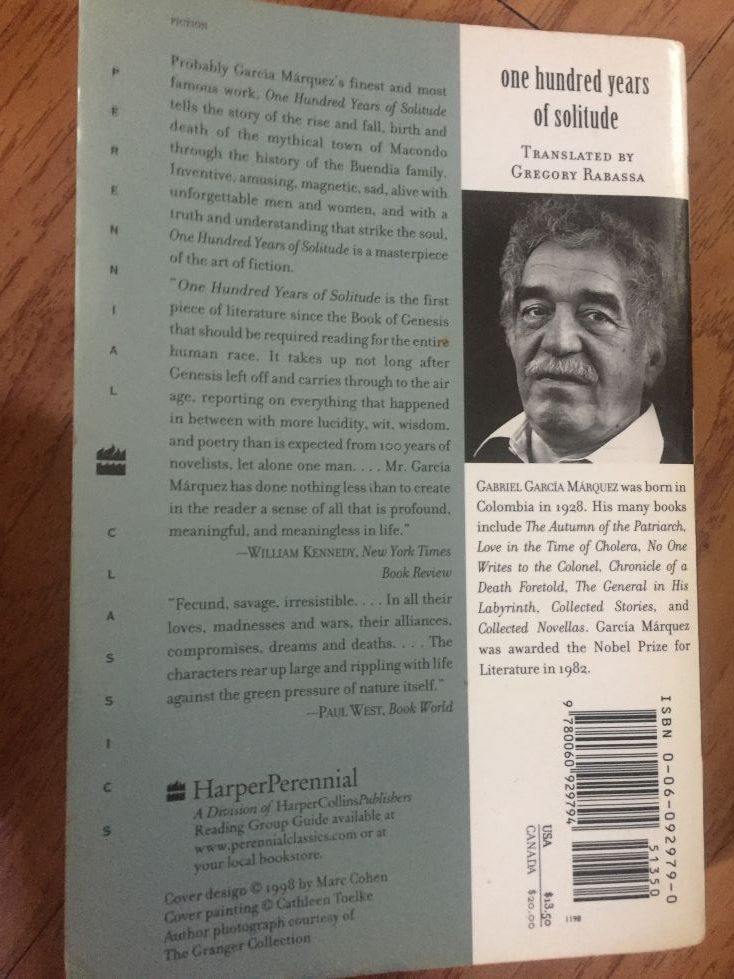 FICTION
PERENNIAL CLASSICS
Probably García Márquez's finest and most
famous work, One Hundred Years of Solitude
tells the story of the rise and fall, birth and
death of the mythical town of Macondo
through the history of the Buendía family.
Inventive, amusing, magnetic, sad, alive with
unforgettable men and women, and with a
truth and understanding that strike the soul,
One Hundred Years of Solitude is a masterpiece
of the art of fiction.
"One Hundred Years of Solitude is the first
piece of literature since the Book of Genesis
that should be required reading for the entire
human race. It takes up not long after
Genesis left off and carries through to the air
age, reporting on everything that happened
in between with more lucidity, wit, wisdom,
and poetry than is expected from 100 years of
novelists, let alone one man. . . . Mr. García
Márquez has done nothing less than to create
in the reader a sense of all that is profound,
meaningful, and meaningless in life."
—WILLIAM KENNEDY, New York Times
Book Review
"Fecund, savage, irresistible. . . . In all their
loves, madnesses and wars, their alliances,
compromises, dreams and deaths. . . . The
characters rear up large and rippling with life
against the green pressure of nature itself."
—PAUL WEST, Book World
HarperPerennial
A Division of HarperCollinsPublishers
Reading Group Guide available at
www.perennialclassics.com or at
your local bookstore.
Cover design © 1998 by Marc Cohen
Cover painting © Cathleen Toelke
Author photograph courtesy of
The Granger Collection
one hundred years
of solitude
TRANSLATED BY
GREGORY RABASSA
GABRIEL GARCÍA MÁRQUEZ was born in
Colombia in 1928. His many books
include The Autumn of the Patriarch,
Love in the Time of Cholera, No One
Writes to the Colonel, Chronicle of a
Death Foretold, The General in His
Labyrinth, Collected Stories, and
Collected Novellas. García Márquez
was awarded the Nobel Prize for
Literature in 1982.
ISBN 0-06-092979-0
51350
9 780060 929794
USA $13.50
CANADA $20.00
1198